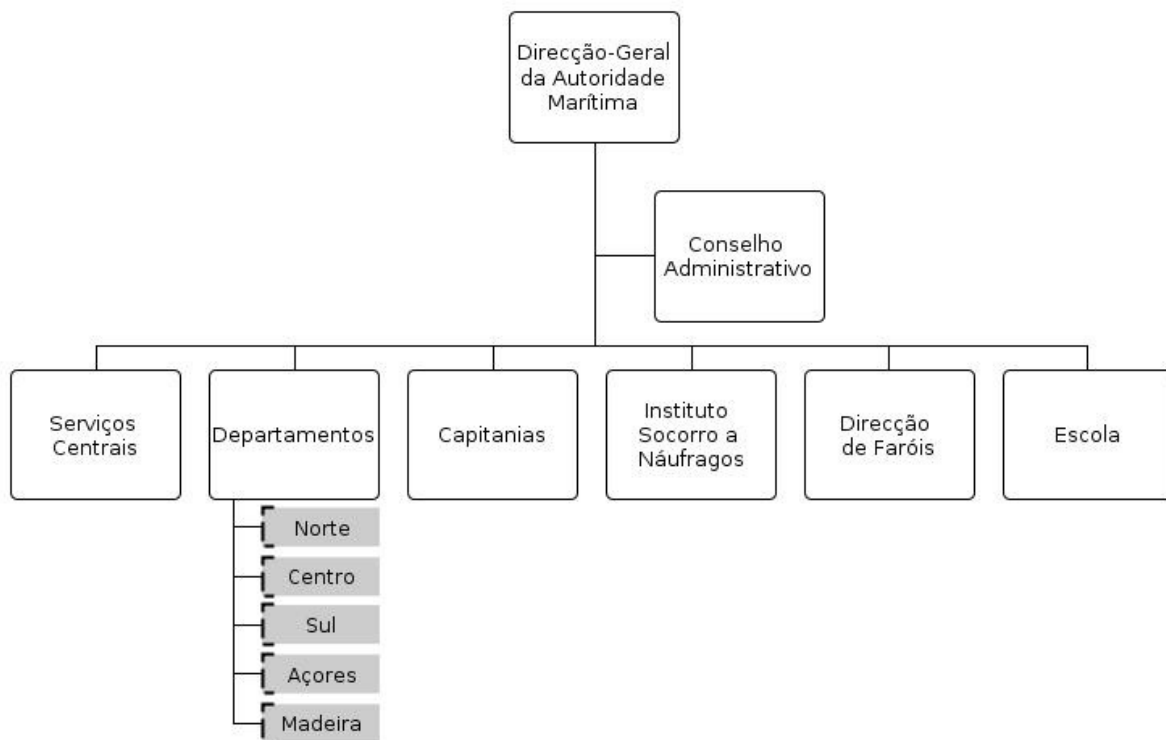 Direcção-Geral
da Autoridade
Marítima
Conselho
Administrativo
Serviços
Centrais
Departamentos
Capitanias
Instituto
Socorro a
Náufragos
Direcção
de Faróis
Escola
Norte
Centro
Sul
Açores
Madeira